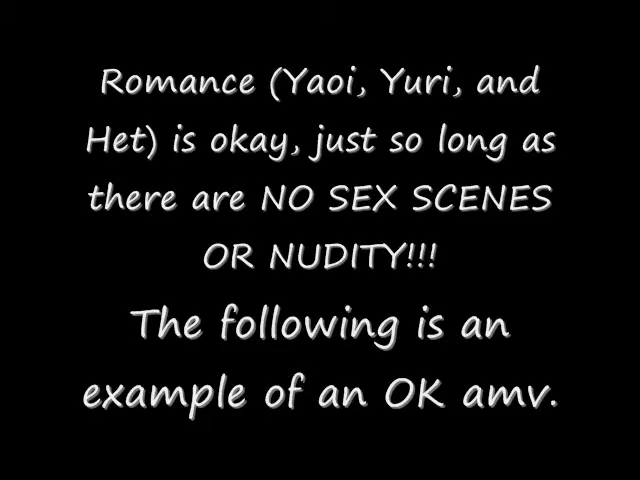 Romance (Yaoi, Yuri, and
Het) is okay, just so long as
there are NO SEX SCENES
OR NUDITY!!!
The following is an
example of an OK amv.